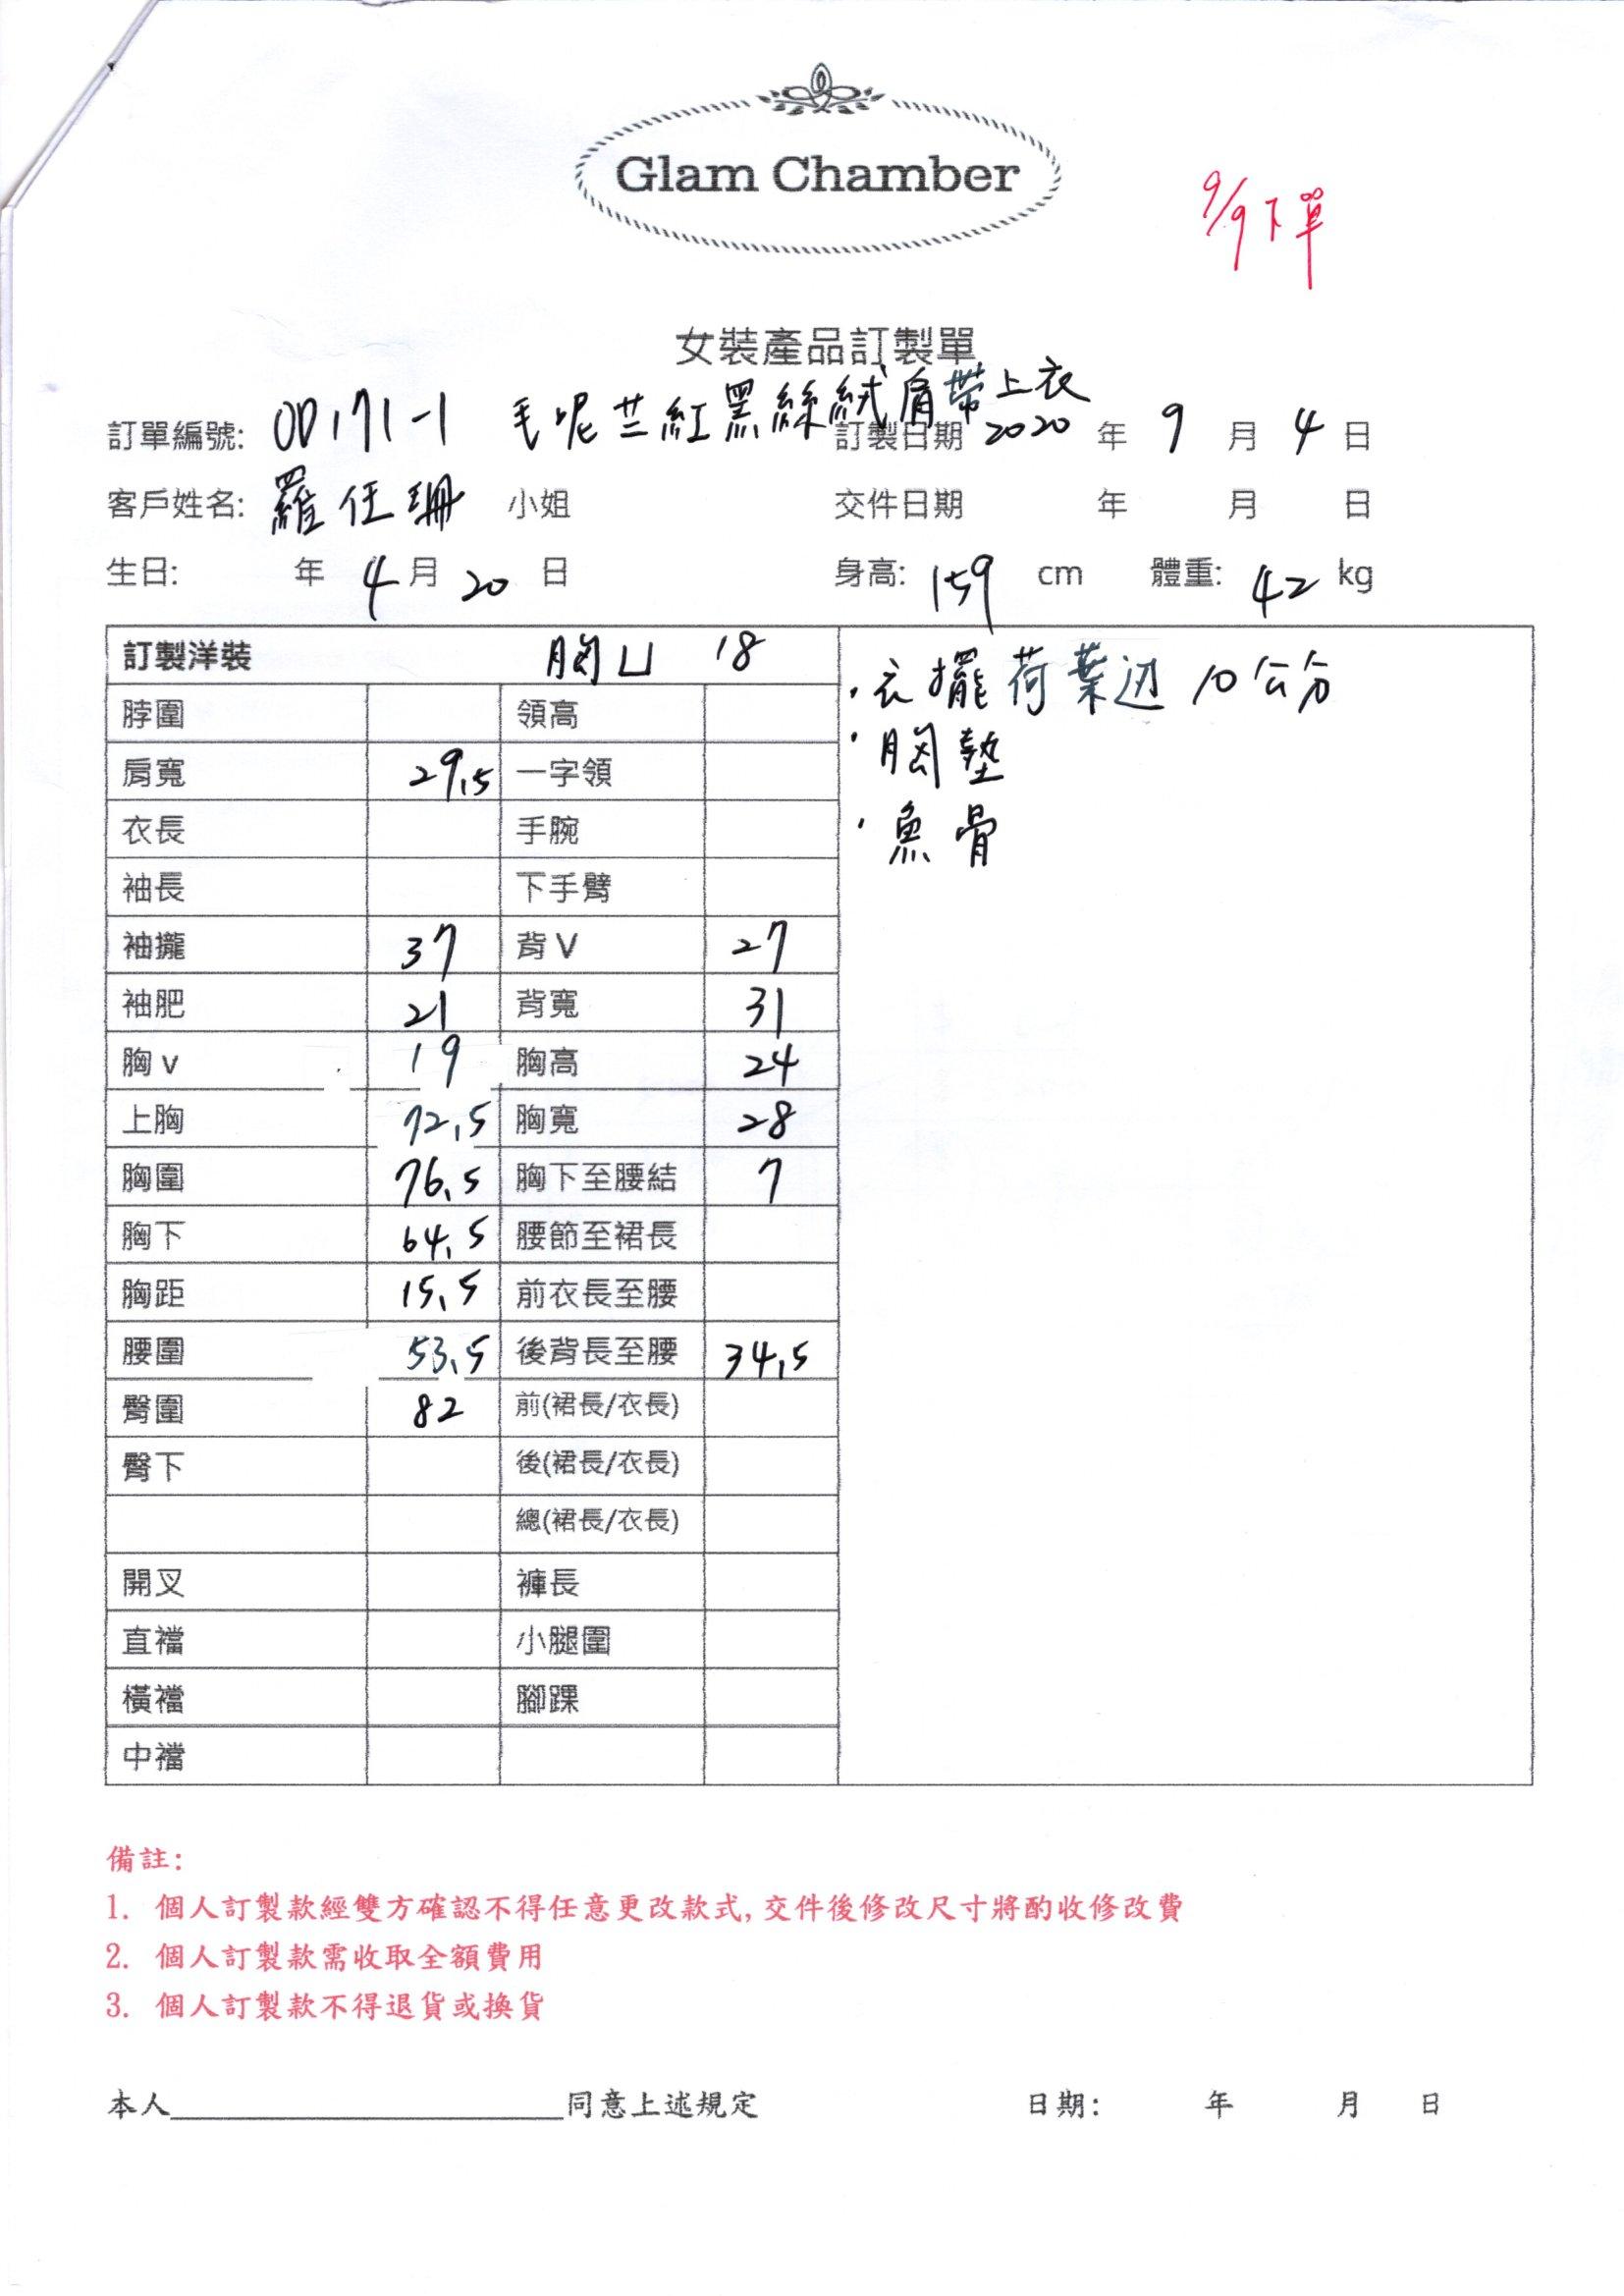 Glam Chamber
9/9下單
女裝產品訂製單
訂單編號: OD171-1 毛呢芷紅黑絲絨肩帶上衣
訂製日期 2020 年 9 月 4 日
客戶姓名: 羅任珊 小姐 交件日期 年 月 日
生日: 年 4 月 20 日 身高: 159 cm 體重: 42 kg
訂製洋裝 胸凵 18
·衣擺荷葉边10公分
·胸墊
·魚骨
脖圍 領高
肩寬 29.5 一字領
衣長 手腕
袖長 下手臂
袖攏 37 背V 27
袖肥 21 背寬 31
胸v 19 胸高 24
上胸 72.5 胸寬 28
胸圍 76.5 胸下至腰結 7
胸下 64.5 腰節至裙長
胸距 15.5 前衣長至腰
腰圍 53.5 後背長至腰 34.5
臀圍 82 前(裙長/衣長)
臀下 後(裙長/衣長)
總(裙長/衣長)
開叉 褲長
直襠 小腿圍
橫襠 腳踝
中襠
備註:
1. 個人訂製款經雙方確認不得任意更改款式,交件後修改尺寸將酌收修改費
2. 個人訂製款需收取全額費用
3. 個人訂製款不得退貨或換貨
本人________________________同意上述規定 日期: 年 月 日